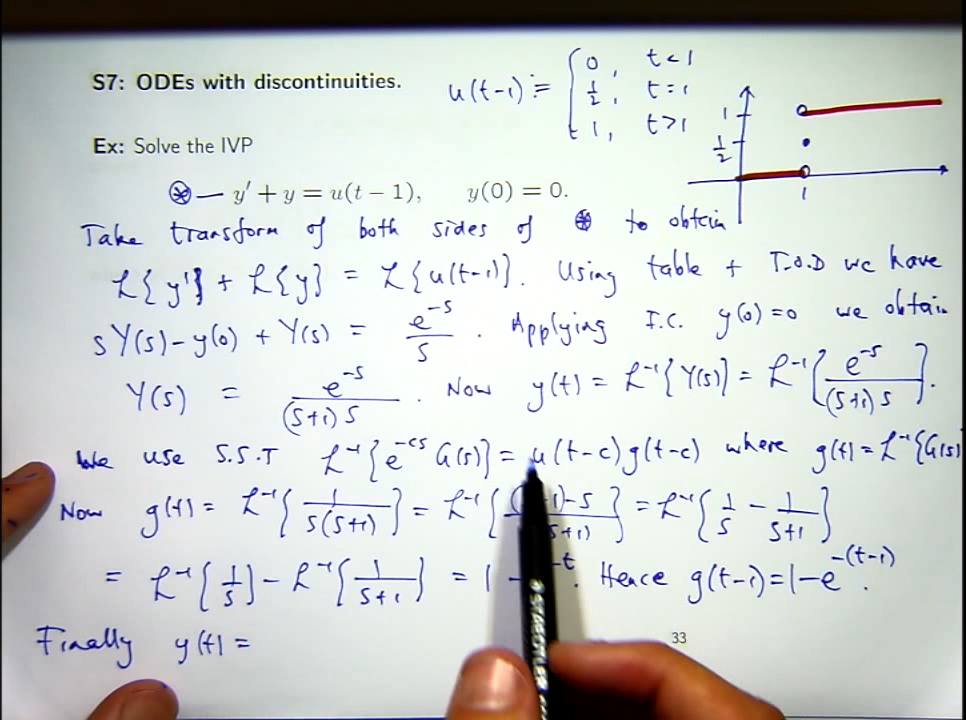 S7: ODEs with discontinuities.
u(t-1) := { 0, t<1
1/2, t=1
1, t>1
1
1/2
1
Ex: Solve the IVP
⊛ — y′ + y = u(t − 1), y(0) = 0.
Take transform of both sides of ⊛ to obtain
ℒ{y'} + ℒ{y} = ℒ{u(t-1)}. Using table + T.O.D we have
sY(s) - y(0) + Y(s) = e^{-s}/s . Applying I.C. y(0)=0 we obtain
Y(s) = e^{-s}/((s+1)s) . Now y(t) = ℒ⁻¹{Y(s)} = ℒ⁻¹{e^{-s}/((s+1)s)}.
We use S.S.T ℒ⁻¹{e^{-cs} G(s)} = u(t-c)g(t-c) where g(t) = ℒ⁻¹{G(s)
Now g(t) = ℒ⁻¹{1/(s(s+1))} = ℒ⁻¹{( 1)-s/ s+1)} = ℒ⁻¹{1/s - 1/(s+1)}
= ℒ⁻¹{1/s} - ℒ⁻¹{1/(s+1)} = 1 - ^{-t}. Hence g(t-1) = 1-e^{-(t-1)}.
Finally y(t) =
33